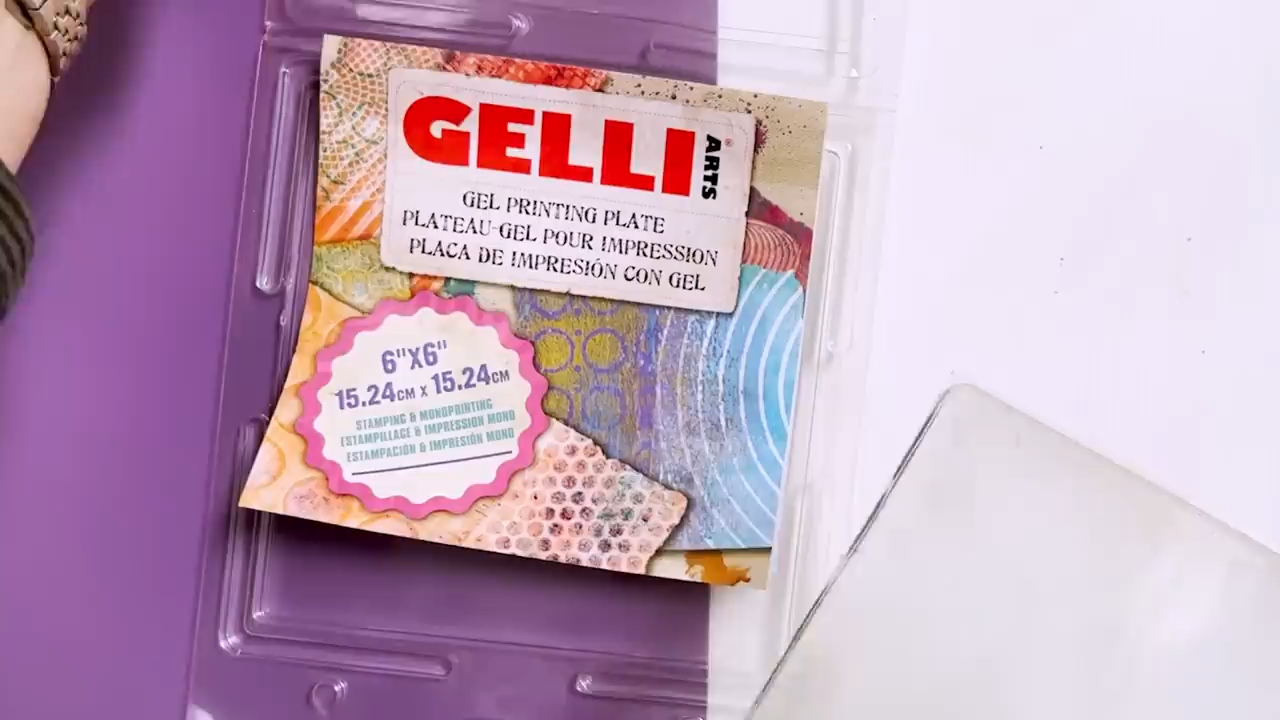 GELLI ARTS®
GEL PRINTING PLATE
PLATEAU-GEL POUR IMPRESSION
PLACA DE IMPRESIÓN CON GEL
6"X6"
15.24CM X 15.24CM
STAMPING & MONOPRINTING
ESTAMPILLAGE & IMPRESSION MONO
ESTAMPACIÓN & IMPRESIÓN MONO